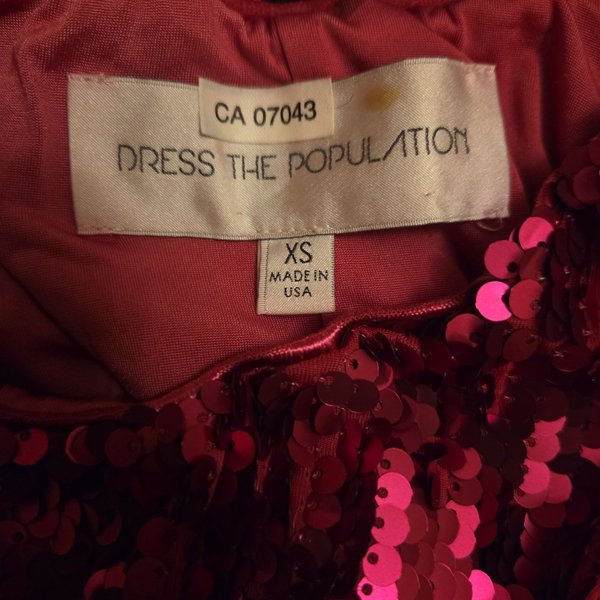 CA 07043
DRESS THE POPULATION
XS
MADE IN
USA